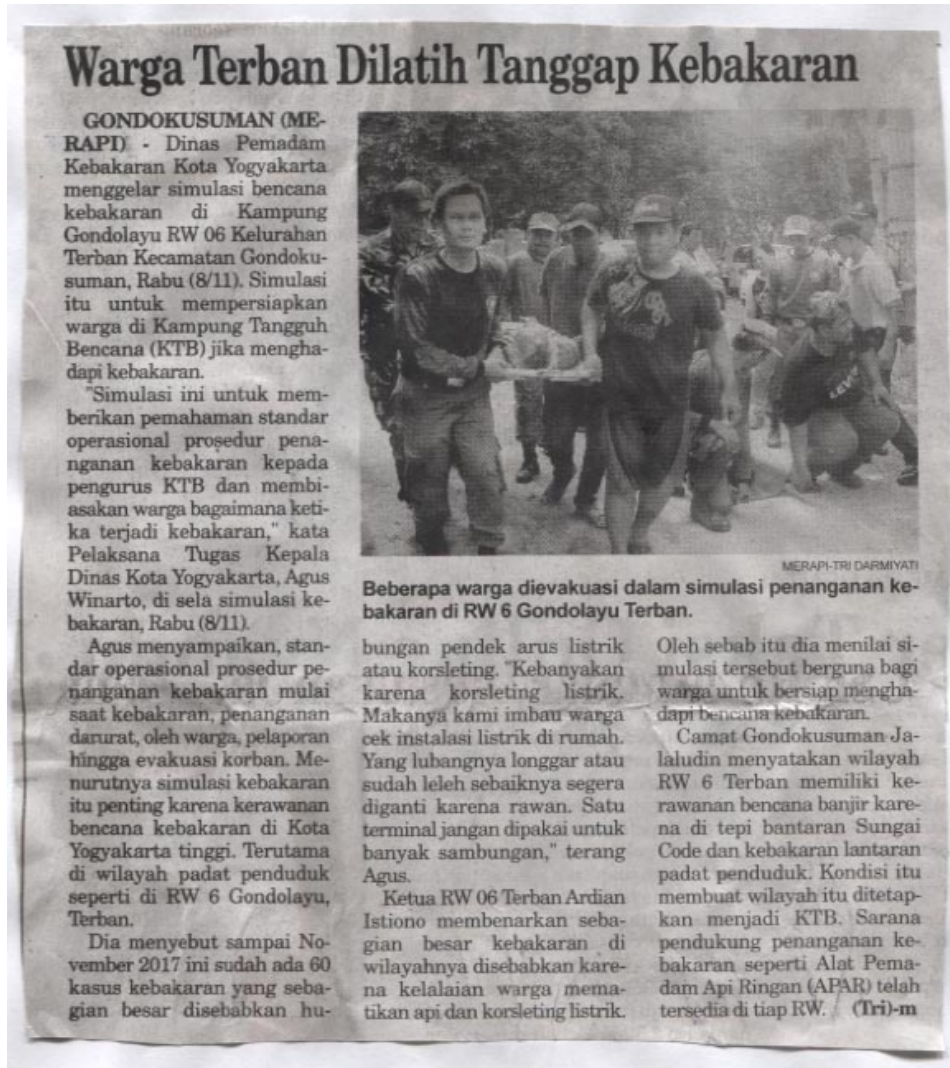 Warga Terban Dilatih Tanggap Kebakaran
GONDOKUSUMAN (ME-
RAPI) - Dinas Pemadam
Kebakaran Kota Yogyakarta
menggelar simulasi bencana
kebakaran di Kampung
Gondolayu RW 06 Kelurahan
Terban Kecamatan Gondoku-
suman, Rabu (8/11). Simulasi
itu untuk mempersiapkan
warga di Kampung Tangguh
Bencana (KTB) jika mengha-
dapi kebakaran.
"Simulasi ini untuk mem-
berikan pemahaman standar
operasional prosedur pena-
nganan kebakaran kepada
pengurus KTB dan membi-
asakan warga bagaimana keti-
ka terjadi kebakaran," kata
Pelaksana Tugas Kepala
Dinas Kota Yogyakarta, Agus
Winarto, di sela simulasi ke-
bakaran, Rabu (8/11).
Agus menyampaikan, stan-
dar operasional prosedur pe-
nanganan kebakaran mulai
saat kebakaran, penanganan
darurat, oleh warga, pelaporan
hingga evakuasi korban. Me-
nurutnya simulasi kebakaran
itu penting karena kerawanan
bencana kebakaran di Kota
Yogyakarta tinggi. Terutama
di wilayah padat penduduk
seperti di RW 6 Gondolayu,
Terban.
Dia menyebut sampai No-
vember 2017 ini sudah ada 60
kasus kebakaran yang seba-
gian besar disebabkan hu-
MERAPI-TRI DARMIYATI
Beberapa warga dievakuasi dalam simulasi penanganan ke-
bakaran di RW 6 Gondolayu Terban.
bungan pendek arus listrik
atau korsleting. "Kebanyakan
karena korsleting listrik.
Makanya kami imbau warga
cek instalasi listrik di rumah.
Yang lubangnya longgar atau
sudah leleh sebaiknya segera
diganti karena rawan. Satu
terminal jangan dipakai untuk
banyak sambungan," terang
Agus.
Ketua RW 06 Terban Ardian
Istiono membenarkan seba-
gian besar kebakaran di
wilayahnya disebabkan kare-
na kelalaian warga mema-
tikan api dan korsleting listrik.
Oleh sebab itu dia menilai si-
mulasi tersebut berguna bagi
warga untuk bersiap mengha-
dapi bencana kebakaran.
Camat Gondokusuman Ja-
laludin menyatakan wilayah
RW 6 Terban memiliki ke-
rawanan bencana banjir kare-
na di tepi bantaran Sungai
Code dan kebakaran lantaran
padat penduduk. Kondisi itu
membuat wilayah itu ditetap-
kan menjadi KTB. Sarana
pendukung penanganan ke-
bakaran seperti Alat Pema-
dam Api Ringan (APAR) telah
tersedia di tiap RW. (Tri)-m